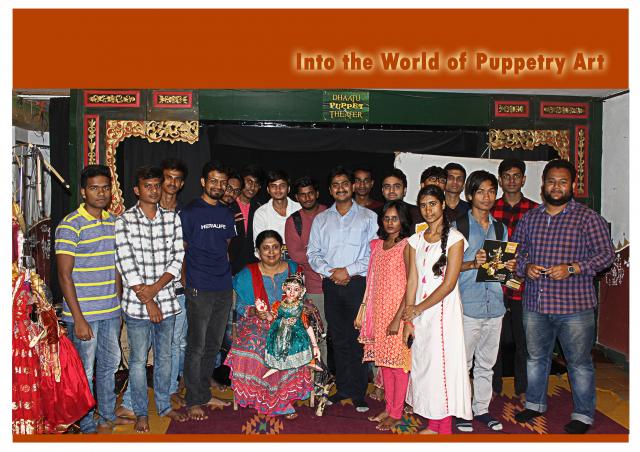 Into the World of Puppetry Art
DHAATU
PUPPET
THEATER
HERBALIFE